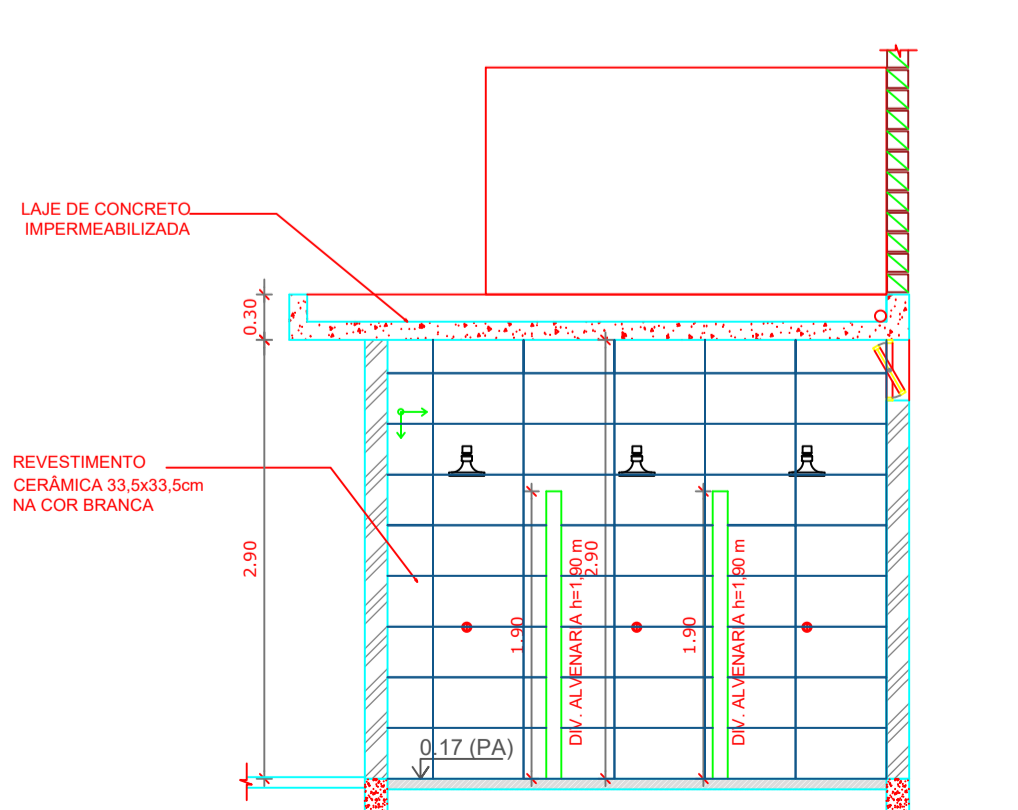 LAJE DE CONCRETO
IMPERMEABILIZADA
0.30
REVESTIMENTO
CERÂMICA 33,5x33,5cm
NA COR BRANCA
2.90
1.90
DIV. ALVENARIA h=1,90 m
2.90
1.90
DIV. ALVENARIA h=1,90 m
0.17 (PA)